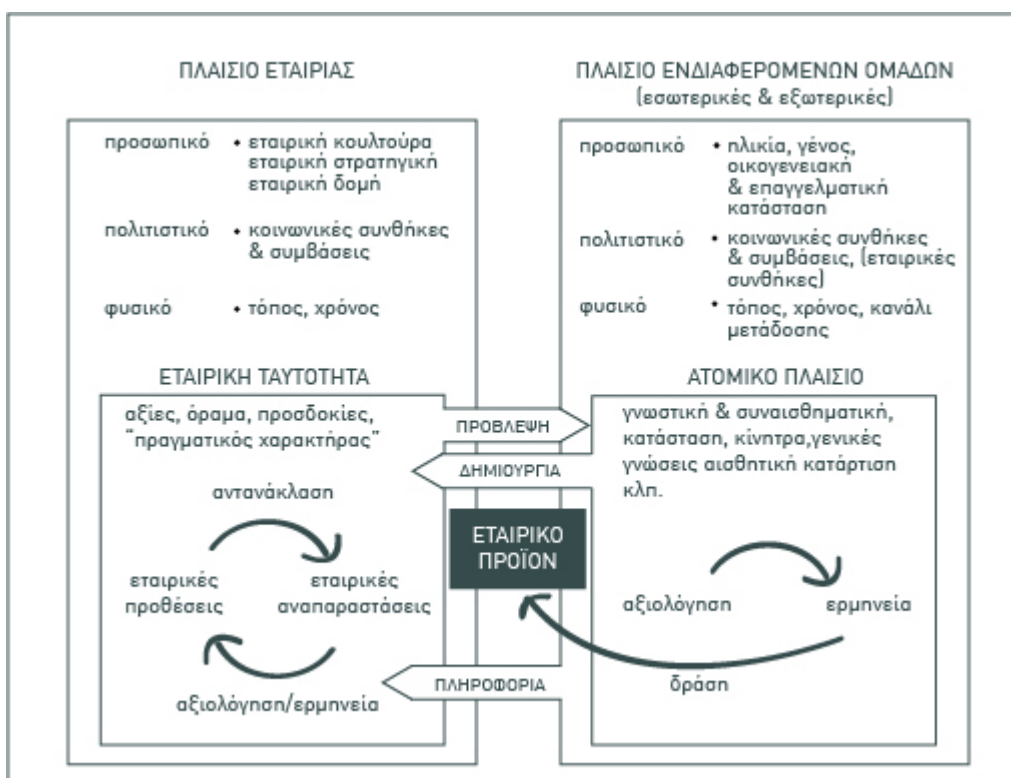 ΠΛΑΙΣΙΟ ΕΤΑΙΡΙΑΣ
προσωπικό • εταιρική κουλτούρα
εταιρική στρατηγική
εταιρική δομή
πολιτιστικό • κοινωνικές συνθήκες
& συμβάσεις
φυσικό • τόπος, χρόνος
ΕΤΑΙΡΙΚΗ ΤΑΥΤΟΤΗΤΑ
αξίες, όραμα, προσδοκίες,
"πραγματικός χαρακτήρας"
αντανάκλαση
εταιρικές
προθέσεις
εταιρικές
αναπαραστάσεις
αξιολόγηση/ερμηνεία
ΠΡΟΒΛΕΨΗ
ΔΗΜΙΟΥΡΓΙΑ
ΕΤΑΙΡΙΚΟ
ΠΡΟΪΟΝ
ΠΛΗΡΟΦΟΡΙΑ
ΠΛΑΙΣΙΟ ΕΝΔΙΑΦΕΡΟΜΕΝΩΝ ΟΜΑΔΩΝ
(εσωτερικές & εξωτερικές)
προσωπικό • ηλικία, γένος,
οικογενειακή
& επαγγελματική
κατάσταση
πολιτιστικό • κοινωνικές συνθήκες
& συμβάσεις, (εταιρικές
συνθήκες)
φυσικό • τόπος, χρόνος, κανάλι
μετάδοσης
ΑΤΟΜΙΚΟ ΠΛΑΙΣΙΟ
γνωστική & συναισθηματική,
κατάσταση, κίνητρα,γενικές
γνώσεις αισθητική κατάρτιση
κλπ.
αξιολόγηση
ερμηνεία
δράση